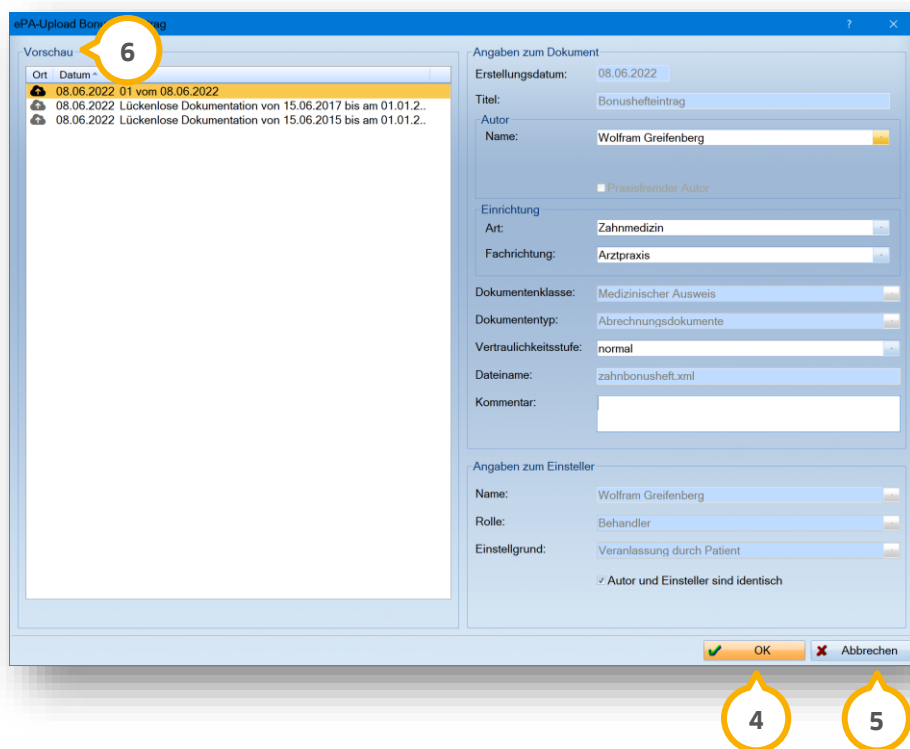 ePA-Upload Bonu trag ? ×
6
Vorschau
Ort Datum
08.06.2022 01 vom 08.06.2022
08.06.2022 Lückenlose Dokumentation von 15.06.2017 bis am 01.01.2..
08.06.2022 Lückenlose Dokumentation von 15.06.2015 bis am 01.01.2..
Angaben zum Dokument
Erstellungsdatum: 08.06.2022
Titel: Bonushefteintrag
Autor
Name: Wolfram Greifenberg
Praxisfremder Autor
Einrichtung
Art: Zahnmedizin
Fachrichtung: Arztpraxis
Dokumentenklasse: Medizinischer Ausweis
Dokumententyp: Abrechnungsdokumente
Vertraulichkeitsstufe: normal
Dateiname: zahnbonusheft.xml
Kommentar:
Angaben zum Einsteller
Name: Wolfram Greifenberg
Rolle: Behandler
Einstellgrund: Veranlassung durch Patient
Autor und Einsteller sind identisch
OK Abbrechen
4 5